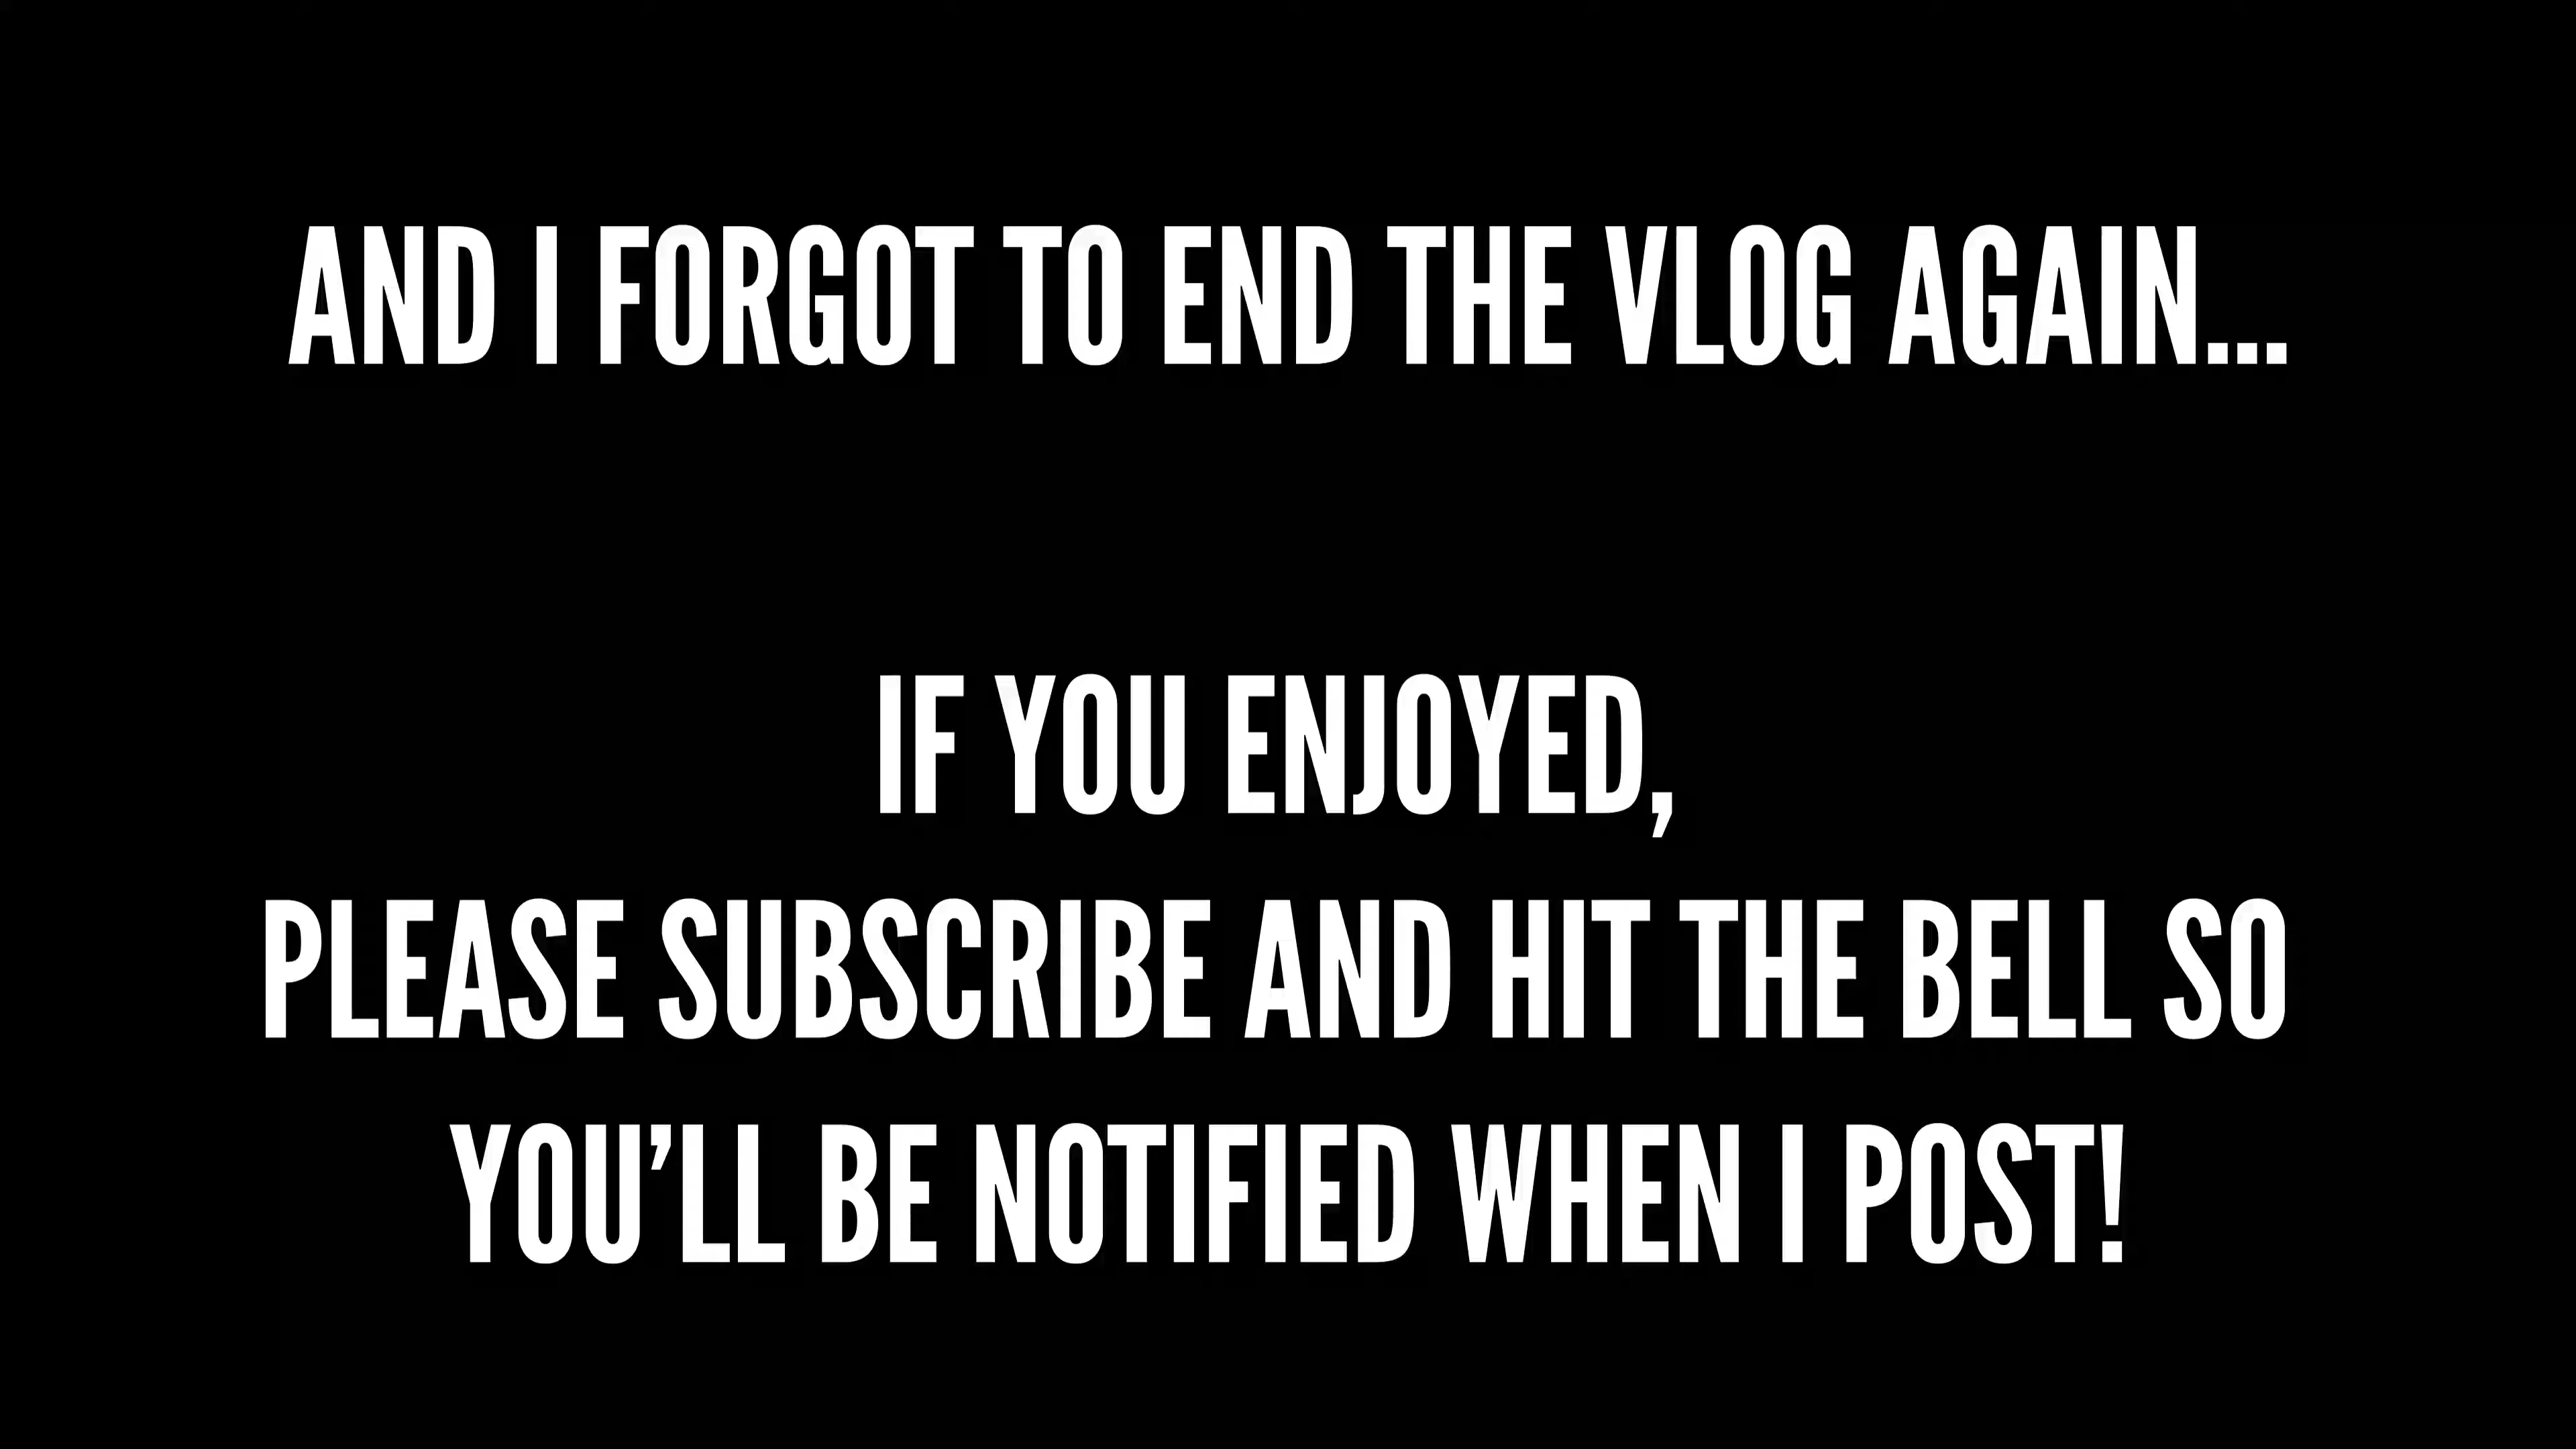 AND I FORGOT TO END THE VLOG AGAIN...
IF YOU ENJOYED,
PLEASE SUBSCRIBE AND HIT THE BELL SO
YOU’LL BE NOTIFIED WHEN I POST!